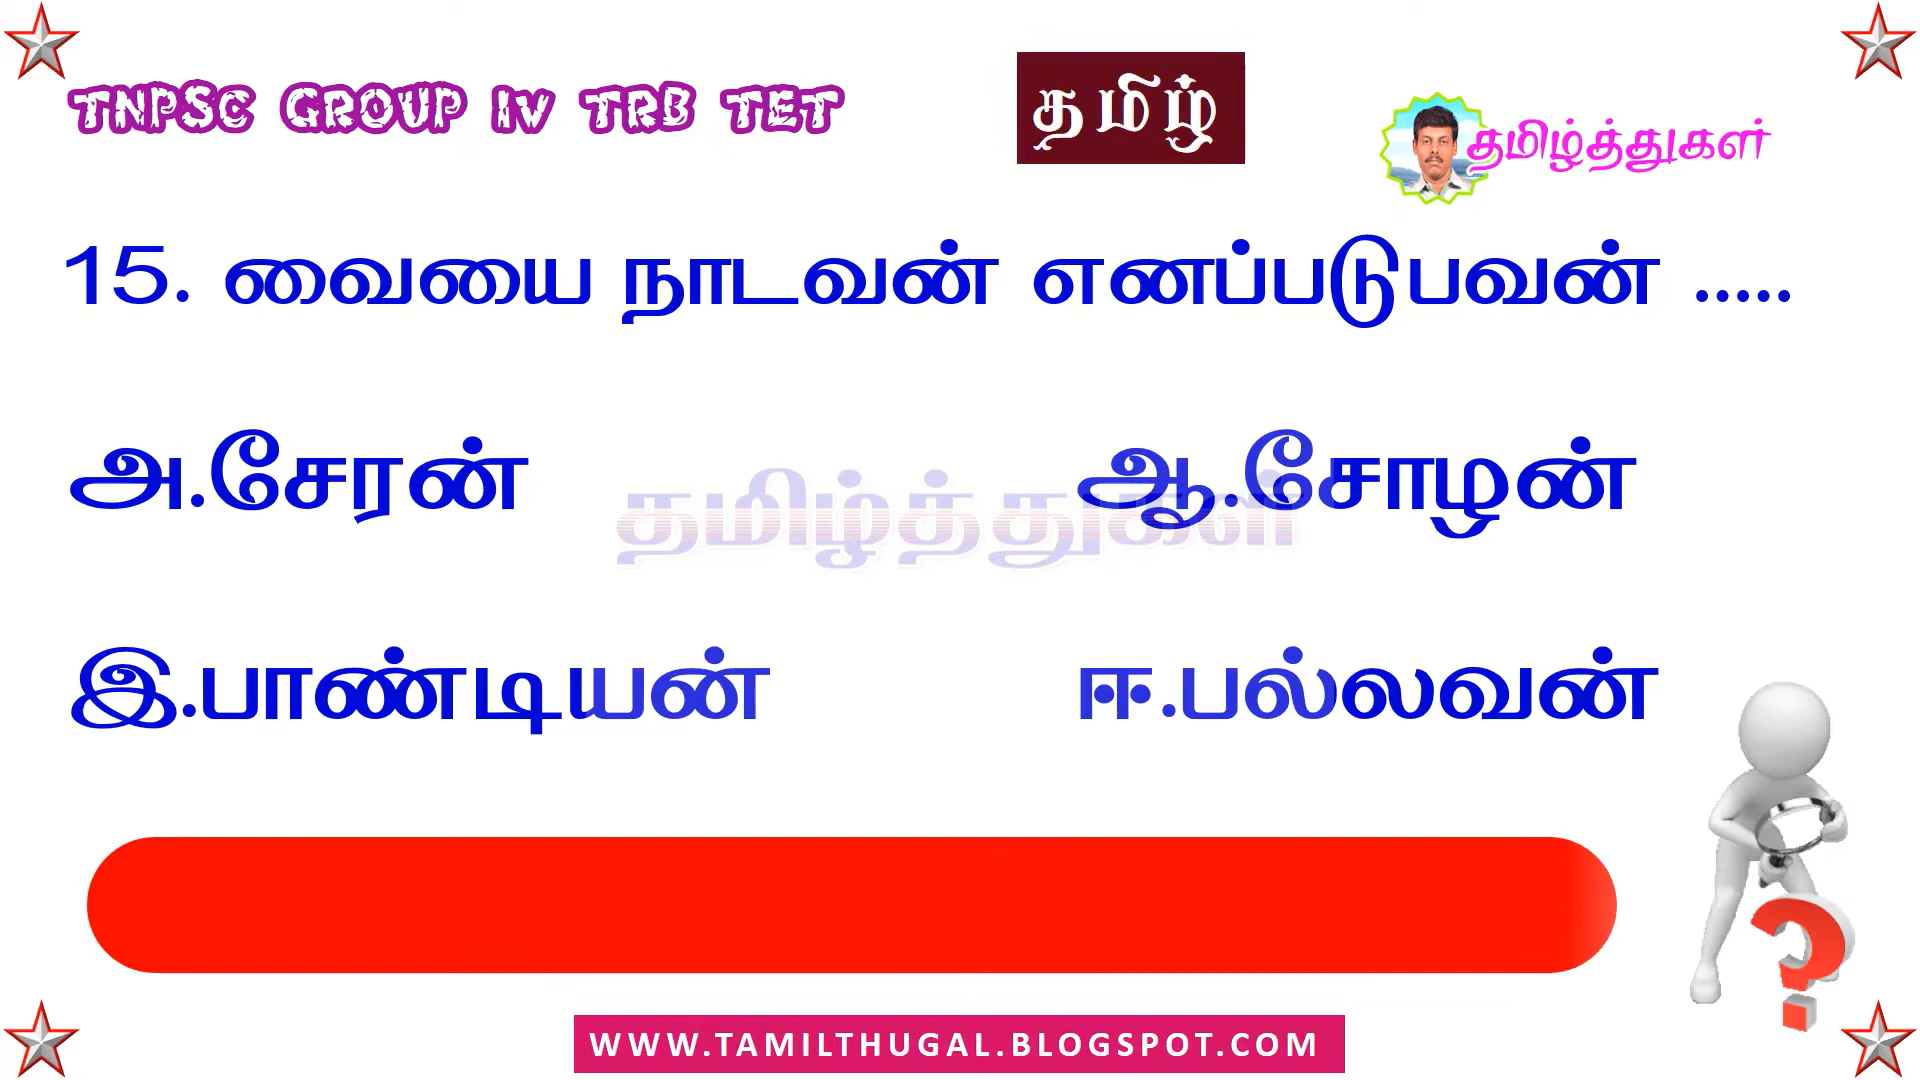 TNPSC GROUP IV TRB TET
தமிழ்
தமிழ்த்துகள்
15. வையை நாடவன் எனப்படுபவன் .....
அ.சேரன்
ஆ.சோழன்
தமிழ்த்துகள்
இ.பாண்டியன்
ஈ.பல்லவன்
WWW.TAMILTHUGAL.BLOGSPOT.COM